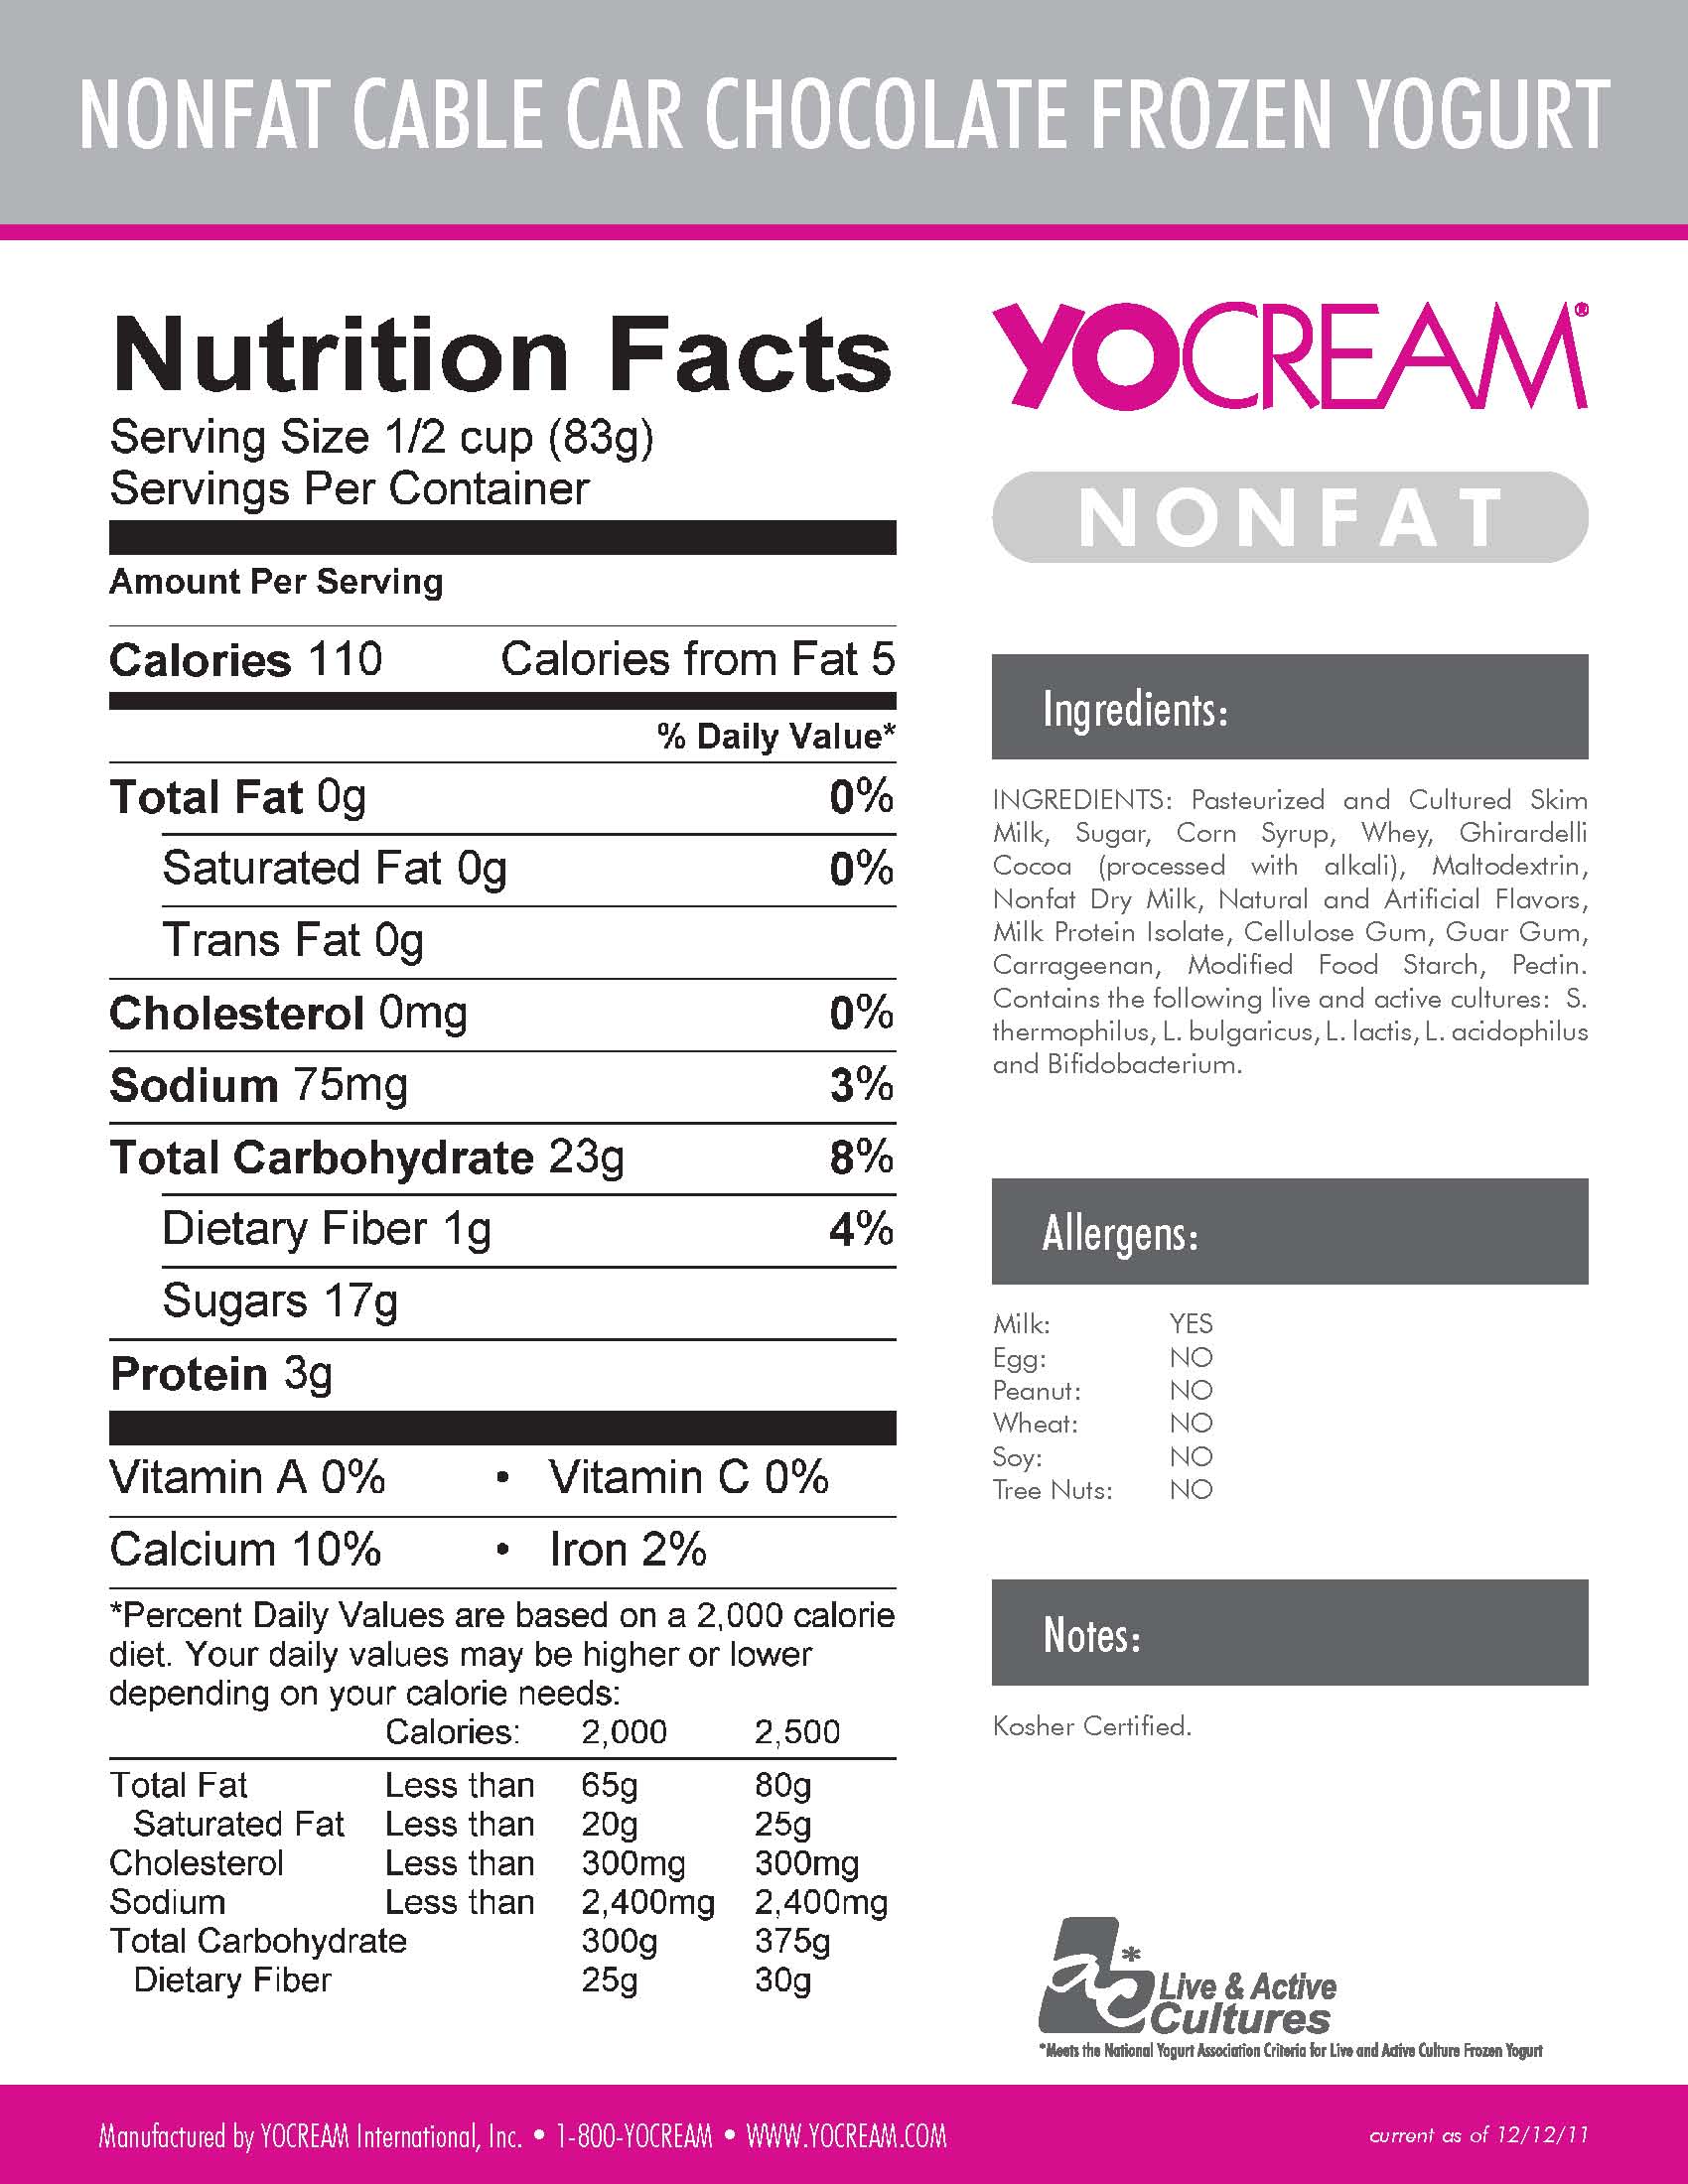 NONFAT CABLE CAR CHOCOLATE FROZEN YOGURT
Nutrition Facts
Serving Size 1/2 cup (83g)
Servings Per Container
Amount Per Serving
Calories 110 Calories from Fat 5
% Daily Value*
Total Fat 0g 0%
Saturated Fat 0g 0%
Trans Fat 0g
Cholesterol 0mg 0%
Sodium 75mg 3%
Total Carbohydrate 23g 8%
Dietary Fiber 1g 4%
Sugars 17g
Protein 3g
Vitamin A 0% • Vitamin C 0%
Calcium 10% • Iron 2%
*Percent Daily Values are based on a 2,000 calorie
diet. Your daily values may be higher or lower
depending on your calorie needs:
Calories: 2,000 2,500
Total Fat Less than 65g 80g
Saturated Fat Less than 20g 25g
Cholesterol Less than 300mg 300mg
Sodium Less than 2,400mg 2,400mg
Total Carbohydrate 300g 375g
Dietary Fiber 25g 30g
YOCREAM®
NONFAT
Ingredients:
INGREDIENTS: Pasteurized and Cultured Skim
Milk, Sugar, Corn Syrup, Whey, Ghirardelli
Cocoa (processed with alkali), Maltodextrin,
Nonfat Dry Milk, Natural and Artificial Flavors,
Milk Protein Isolate, Cellulose Gum, Guar Gum,
Carrageenan, Modified Food Starch, Pectin.
Contains the following live and active cultures: S.
thermophilus, L. bulgaricus, L. lactis, L. acidophilus
and Bifidobacterium.
Allergens:
Milk: YES
Egg: NO
Peanut: NO
Wheat: NO
Soy: NO
Tree Nuts: NO
Notes:
Kosher Certified.
ac*
Live & Active
Cultures
*Meets the National Yogurt Association Criteria for Live and Active Culture Frozen Yogurt
Manufactured by YOCREAM International, Inc. • 1-800-YOCREAM • WWW.YOCREAM.COM
current as of 12/12/11